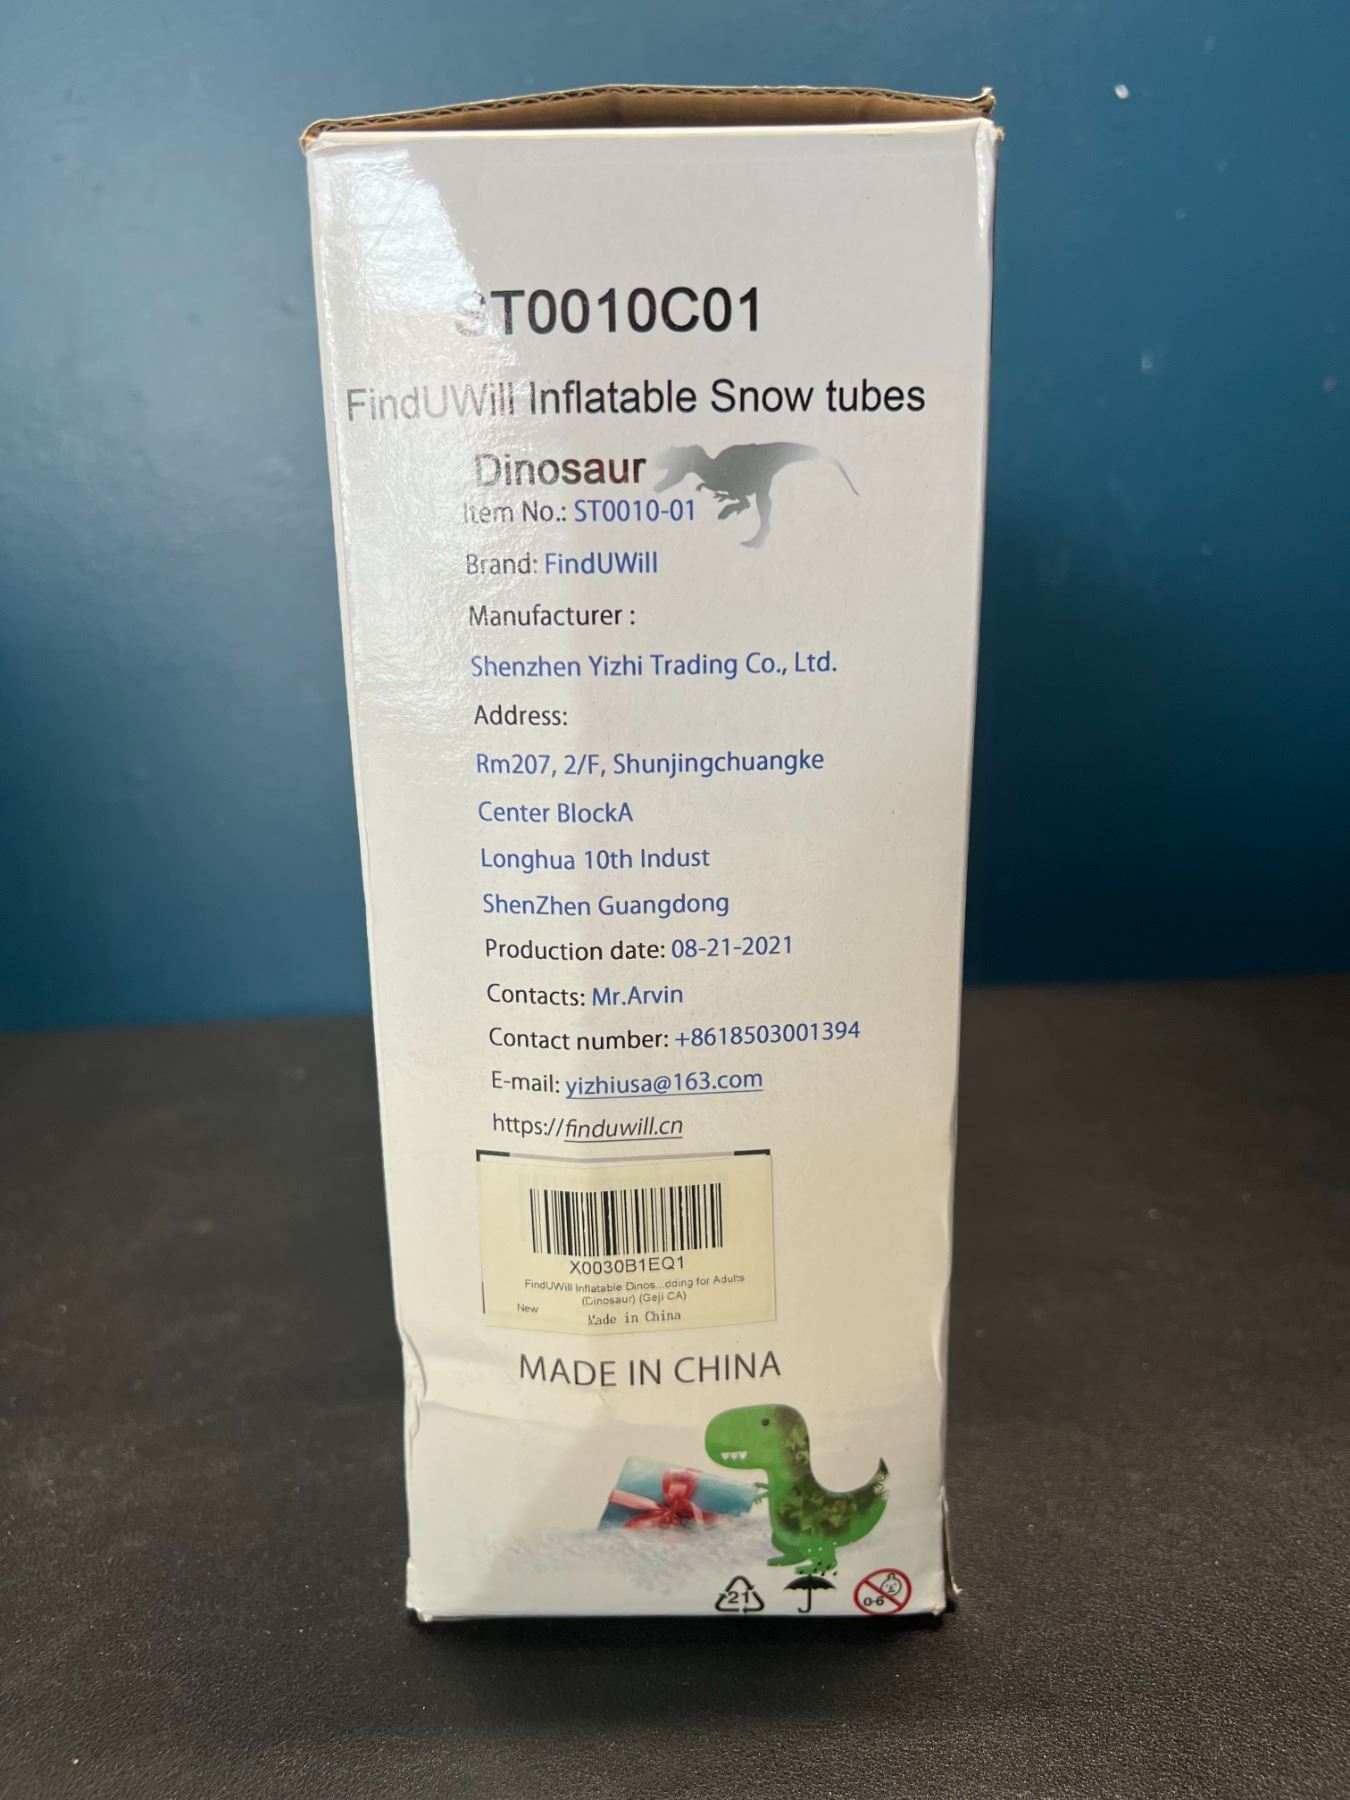 ST0010C01
FindUWill Inflatable Snow tubes
Dinosaur
Item No.: ST0010-01
Brand: FindUWill
Manufacturer :
Shenzhen Yizhi Trading Co., Ltd.
Address:
Rm207, 2/F, Shunjingchuangke
Center BlockA
Longhua 10th Indust
ShenZhen Guangdong
Production date: 08-21-2021
Contacts: Mr.Arvin
Contact number: +8618503001394
E-mail: yizhiusa@163.com
https://finduwill.cn
X0030B1EQ1
FindUWill Inflatable Dinos...dding for Adults
(Dinosaur) (Geji CA)
New
Made in China
MADE IN CHINA
21
0-6